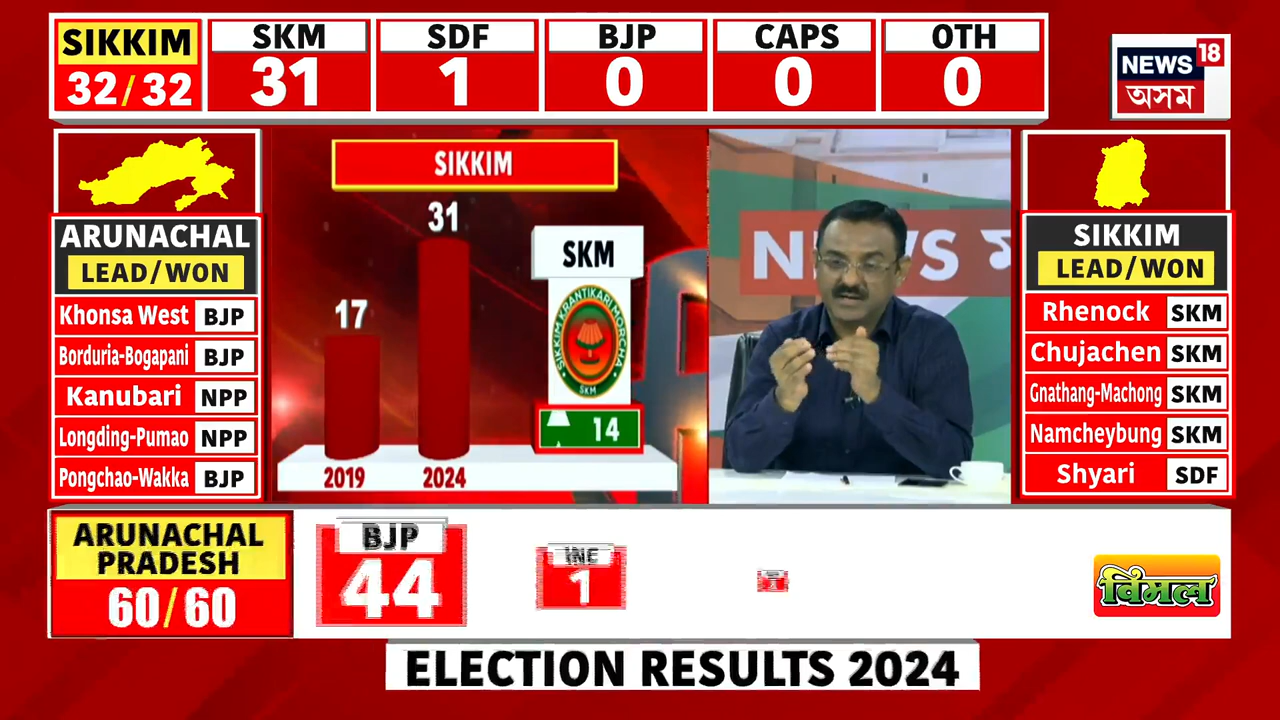 SIKKIM
32/32
SKM
31
SDF
1
BJP
0
CAPS
0
OTH
0
NEWS 18
অসম
ARUNACHAL
LEAD/WON
Khonsa West BJP
Borduria-Bogapani BJP
Kanubari NPP
Longding-Pumao NPP
Pongchao-Wakka BJP
SIKKIM
31
17
2019
2024
SKM
SIKKIM KRANTIKARI MORCHA
SKM
14
NEWS
SIKKIM
LEAD/WON
Rhenock SKM
Chujachen SKM
Gnathang-Machong SKM
Namcheybung SKM
Shyari SDF
ARUNACHAL
PRADESH
60/60
BJP
44
INC
1
विमल
ELECTION RESULTS 2024